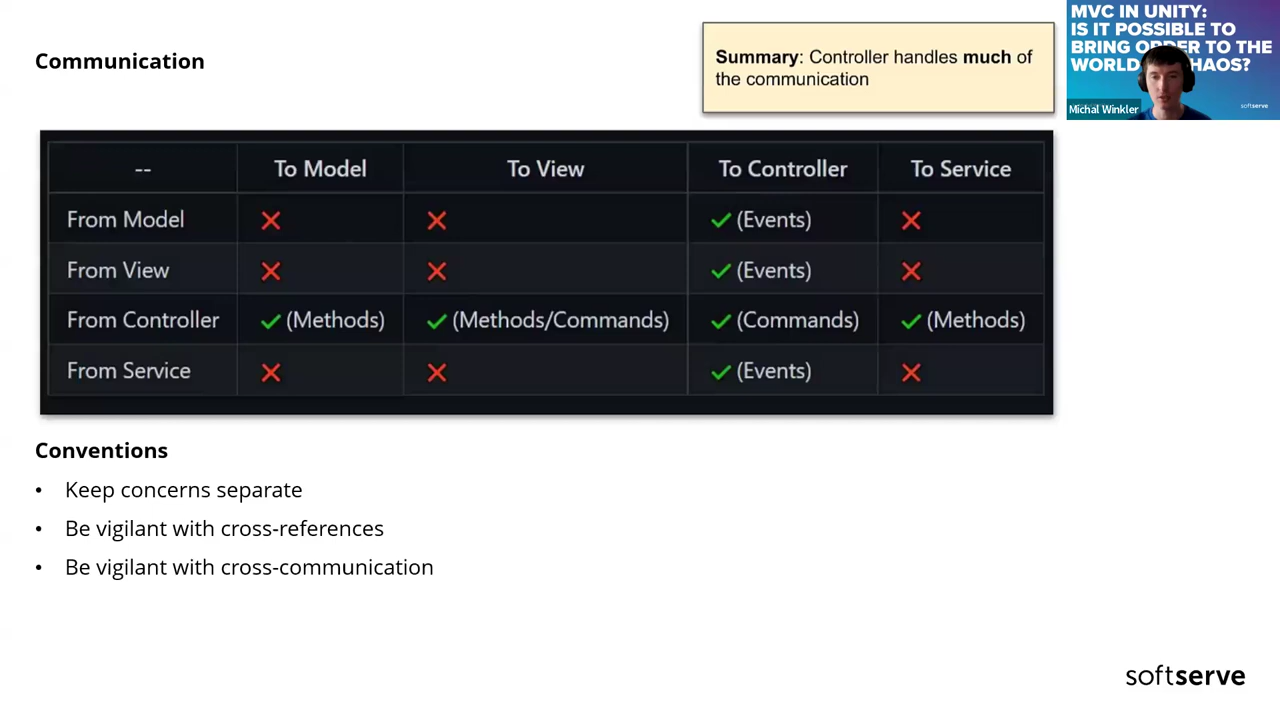 Communication
Summary: Controller handles much of
the communication
MVC IN UNITY:
IS IT POSSIBLE TO
BRING ORDER TO THE
WORLD HAOS?
Michał Winkler
softserve
-- To Model To View To Controller To Service
From Model ❌ ❌ ✓ (Events) ❌
From View ❌ ❌ ✓ (Events) ❌
From Controller ✓ (Methods) ✓ (Methods/Commands) ✓ (Commands) ✓ (Methods)
From Service ❌ ❌ ✓ (Events) ❌
Conventions
• Keep concerns separate
• Be vigilant with cross-references
• Be vigilant with cross-communication
softserve